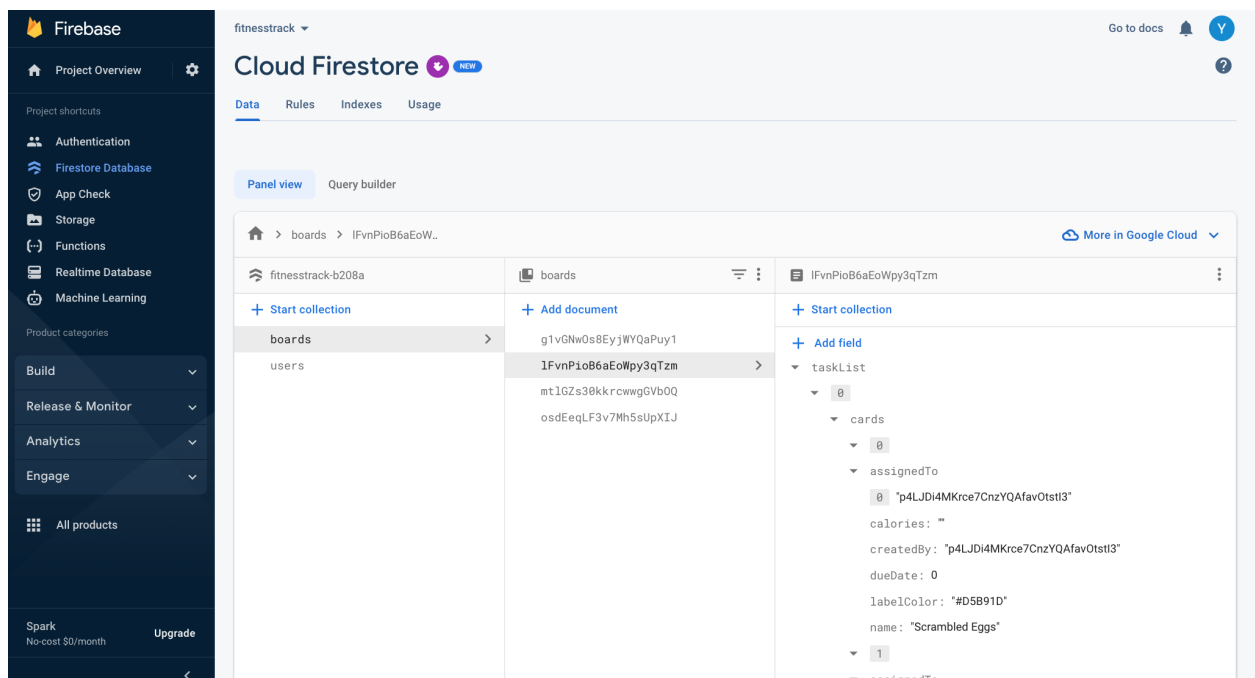 Firebase
fitnesstrack
Go to docs
Y
Project Overview
Cloud Firestore
NEW
Project shortcuts
Data
Rules
Indexes
Usage
Authentication
Firestore Database
App Check
Storage
Functions
Realtime Database
Machine Learning
Product categories
Build
Release & Monitor
Analytics
Engage
All products
Spark
No-cost $0/month
Upgrade
Panel view
Query builder
boards > lFvnPioB6aEoW..
More in Google Cloud
fitnesstrack-b208a
+ Start collection
boards
users
boards
+ Add document
g1vGNwOs8EyjWYQaPuy1
lFvnPioB6aEoWpy3qTzm
mtlGZs30kkrcwwgGVbOQ
osdEeqLF3v7Mh5sUpXIJ
lFvnPioB6aEoWpy3qTzm
+ Start collection
+ Add field
taskList
0
cards
0
assignedTo
0 "p4LJDi4MKrce7CnzYQAfavOtstI3"
calories: ""
createdBy: "p4LJDi4MKrce7CnzYQAfavOtstI3"
dueDate: 0
labelColor: "#D5B91D"
name: "Scrambled Eggs"
1